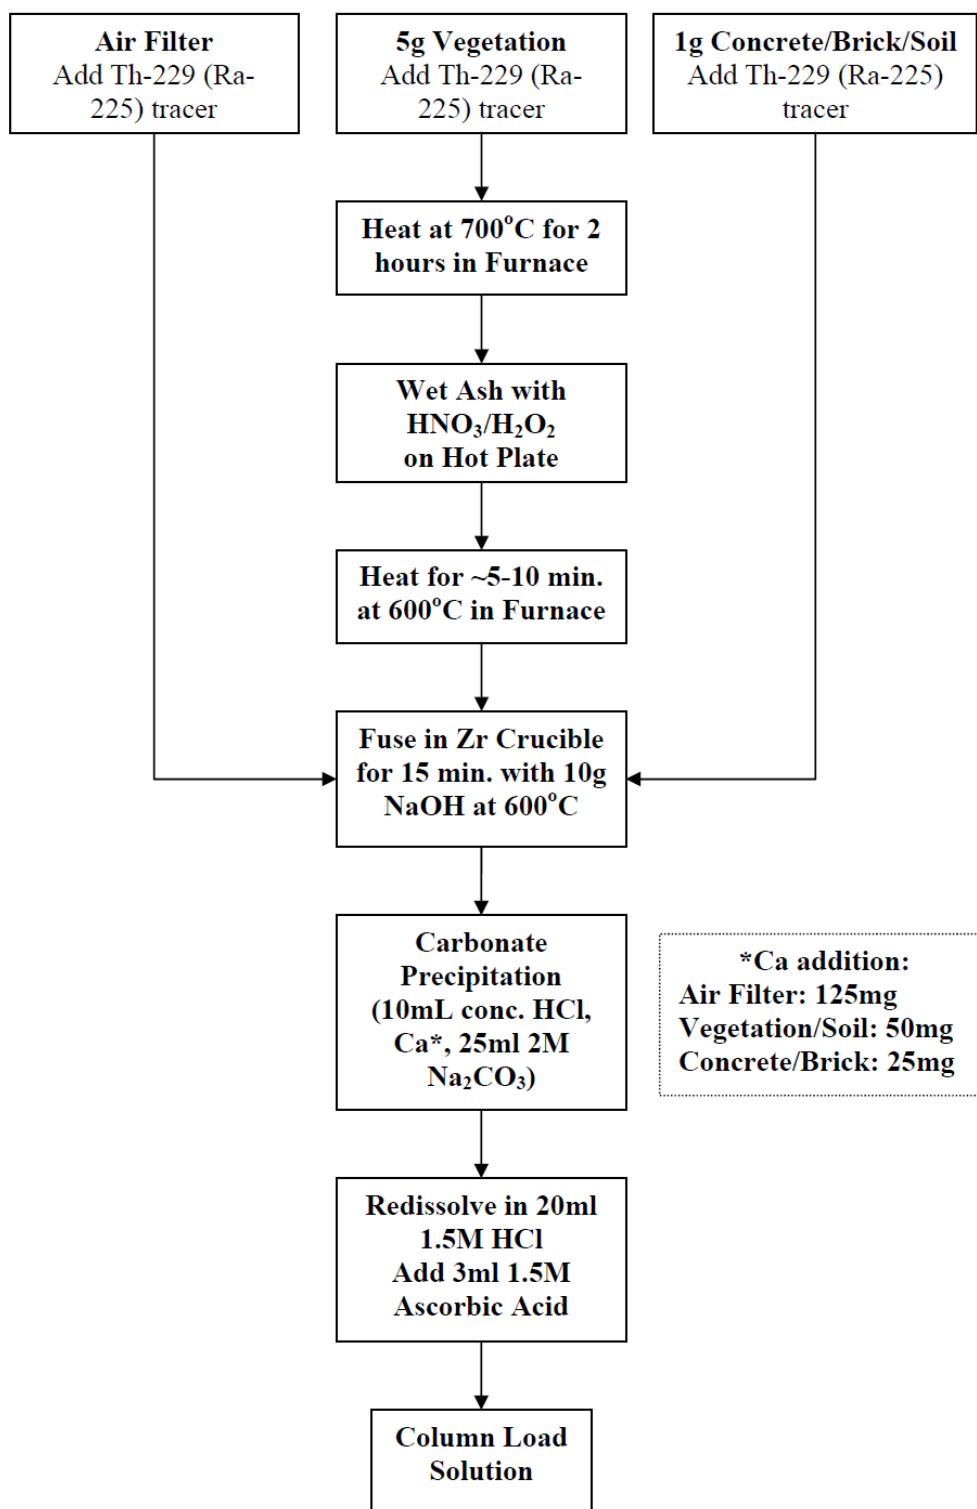 Air Filter
Add Th-229 (Ra-
225) tracer
5g Vegetation
Add Th-229 (Ra-
225) tracer
1g Concrete/Brick/Soil
Add Th-229 (Ra-225)
tracer
Heat at 700°C for 2
hours in Furnace
Wet Ash with
HNO₃/H₂O₂
on Hot Plate
Heat for ~5-10 min.
at 600°C in Furnace
Fuse in Zr Crucible
for 15 min. with 10g
NaOH at 600°C
Carbonate
Precipitation
(10mL conc. HCl,
Ca*, 25ml 2M
Na₂CO₃)
*Ca addition:
Air Filter: 125mg
Vegetation/Soil: 50mg
Concrete/Brick: 25mg
Redissolve in 20ml
1.5M HCl
Add 3ml 1.5M
Ascorbic Acid
Column Load
Solution